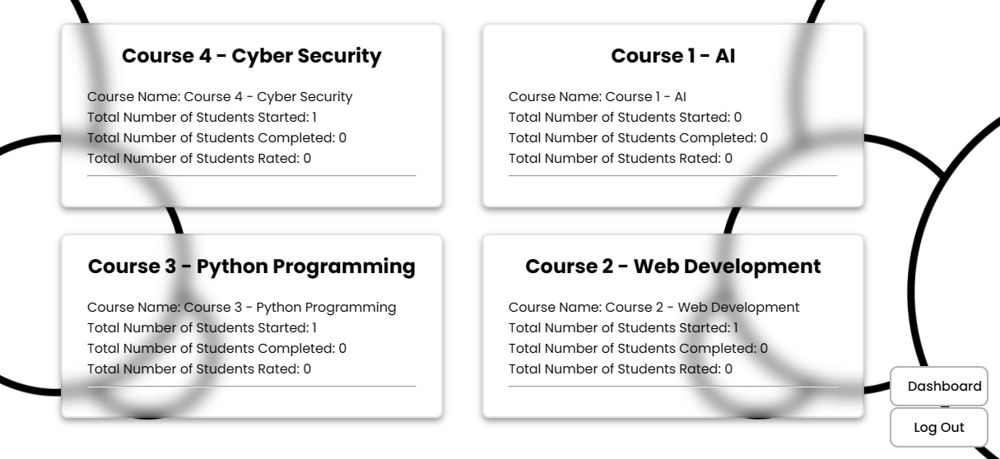 Course 4 - Cyber Security
Course Name: Course 4 - Cyber Security
Total Number of Students Started: 1
Total Number of Students Completed: 0
Total Number of Students Rated: 0
Course 1 - AI
Course Name: Course 1 - AI
Total Number of Students Started: 0
Total Number of Students Completed: 0
Total Number of Students Rated: 0
Course 3 - Python Programming
Course Name: Course 3 - Python Programming
Total Number of Students Started: 1
Total Number of Students Completed: 0
Total Number of Students Rated: 0
Course 2 - Web Development
Course Name: Course 2 - Web Development
Total Number of Students Started: 1
Total Number of Students Completed: 0
Total Number of Students Rated: 0
Dashboard
Log Out